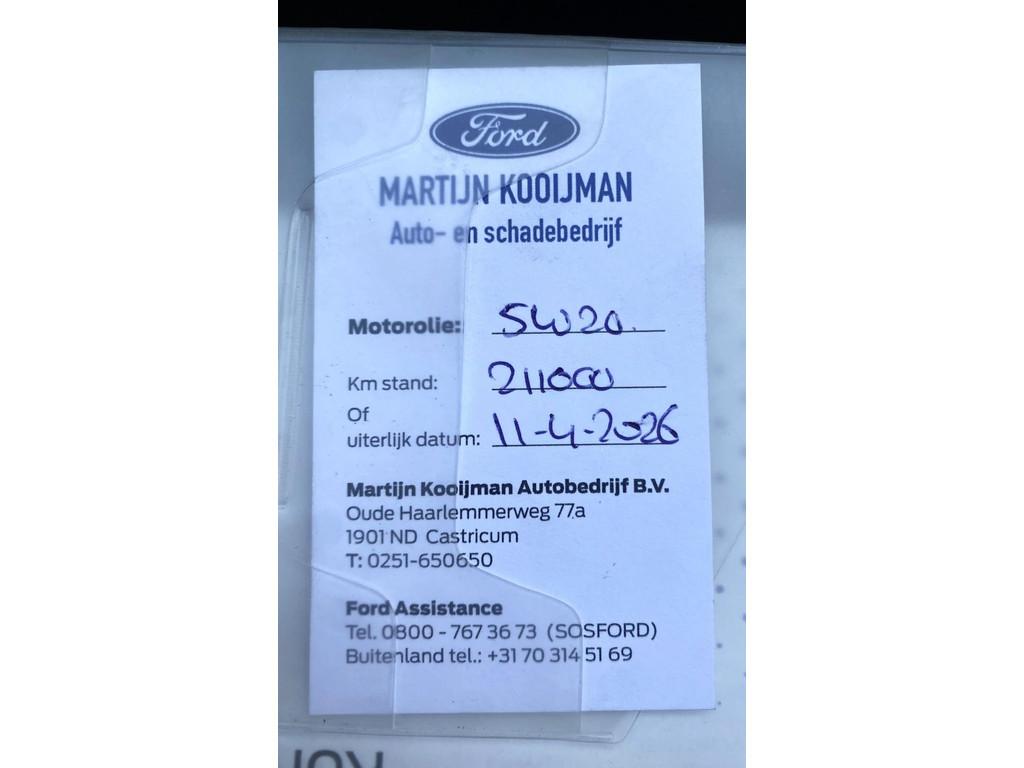 Ford
MARTIJN KOOIJMAN
Auto- en schadebedrijf
Motorolie: 5W20.
Km stand: 211000
Of
uiterlijk datum: 11-4-2026
Martijn Kooijman Autobedrijf B.V.
Oude Haarlemmerweg 77a
1901 ND Castricum
T: 0251-650650
Ford Assistance
Tel. 0800 - 767 36 73 (SOSFORD)
Buitenland tel.: +31 70 314 51 69